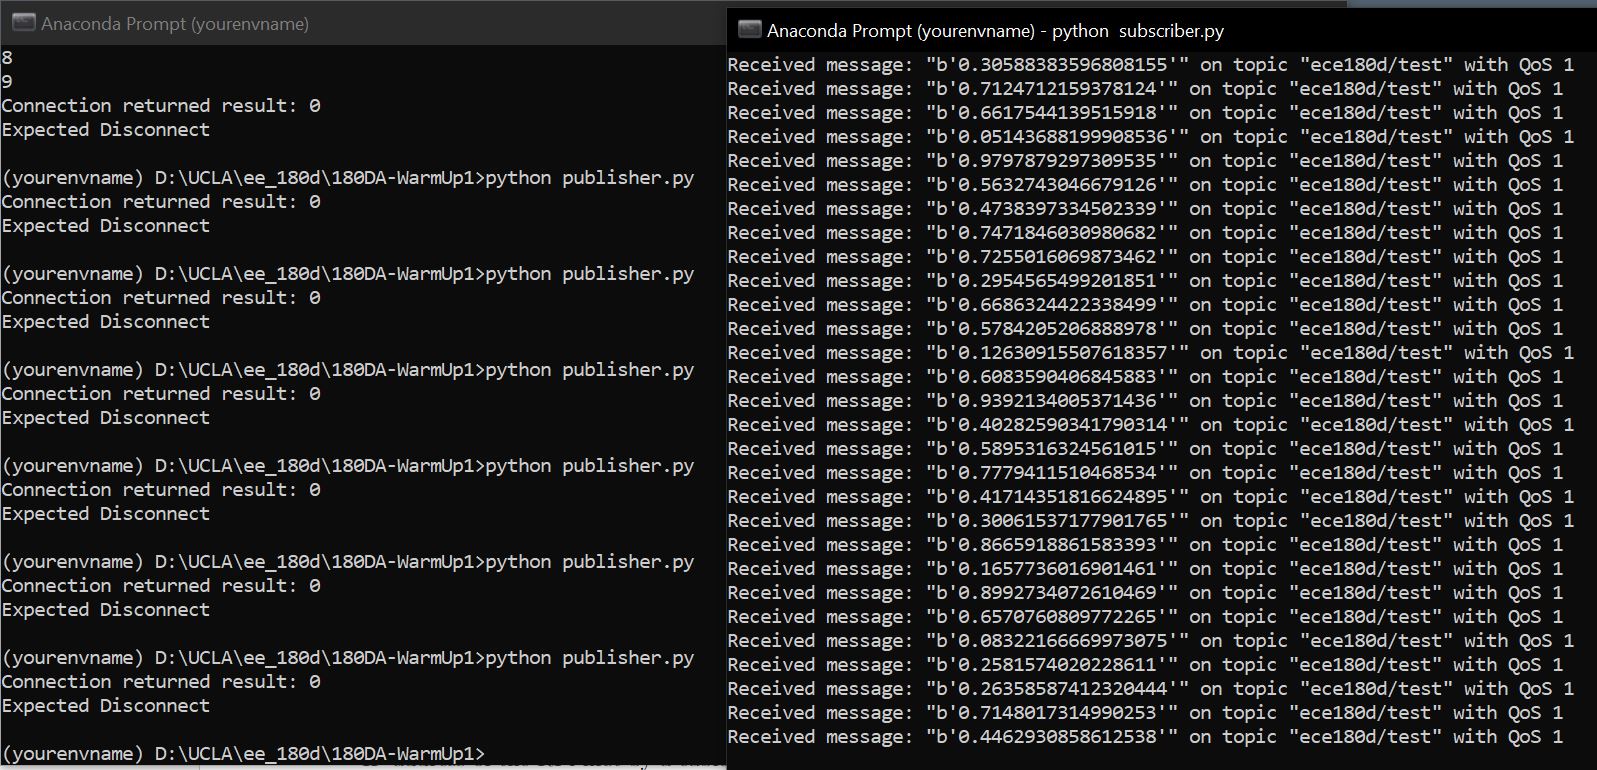 Anaconda Prompt (yourenvname)
8
9
Connection returned result: 0
Expected Disconnect
(yourenvname) D:\UCLA\ee_180d\180DA-WarmUp1>python publisher.py
Connection returned result: 0
Expected Disconnect
(yourenvname) D:\UCLA\ee_180d\180DA-WarmUp1>python publisher.py
Connection returned result: 0
Expected Disconnect
(yourenvname) D:\UCLA\ee_180d\180DA-WarmUp1>python publisher.py
Connection returned result: 0
Expected Disconnect
(yourenvname) D:\UCLA\ee_180d\180DA-WarmUp1>python publisher.py
Connection returned result: 0
Expected Disconnect
(yourenvname) D:\UCLA\ee_180d\180DA-WarmUp1>python publisher.py
Connection returned result: 0
Expected Disconnect
(yourenvname) D:\UCLA\ee_180d\180DA-WarmUp1>python publisher.py
Connection returned result: 0
Expected Disconnect
(yourenvname) D:\UCLA\ee_180d\180DA-WarmUp1>
Anaconda Prompt (yourenvname) - python  subscriber.py
Received message: "b'0.30588383596808155'" on topic "ece180d/test" with QoS 1
Received message: "b'0.7124712159378124'" on topic "ece180d/test" with QoS 1
Received message: "b'0.6617544139515918'" on topic "ece180d/test" with QoS 1
Received message: "b'0.05143688199908536'" on topic "ece180d/test" with QoS 1
Received message: "b'0.9797879297309535'" on topic "ece180d/test" with QoS 1
Received message: "b'0.5632743046679126'" on topic "ece180d/test" with QoS 1
Received message: "b'0.4738397334502339'" on topic "ece180d/test" with QoS 1
Received message: "b'0.7471846030980682'" on topic "ece180d/test" with QoS 1
Received message: "b'0.7255016069873462'" on topic "ece180d/test" with QoS 1
Received message: "b'0.2954565499201851'" on topic "ece180d/test" with QoS 1
Received message: "b'0.6686324422338499'" on topic "ece180d/test" with QoS 1
Received message: "b'0.5784205206888978'" on topic "ece180d/test" with QoS 1
Received message: "b'0.12630915507618357'" on topic "ece180d/test" with QoS 1
Received message: "b'0.6083590406845883'" on topic "ece180d/test" with QoS 1
Received message: "b'0.9392134005371436'" on topic "ece180d/test" with QoS 1
Received message: "b'0.40282590341790314'" on topic "ece180d/test" with QoS 1
Received message: "b'0.5895316324561015'" on topic "ece180d/test" with QoS 1
Received message: "b'0.7779411510468534'" on topic "ece180d/test" with QoS 1
Received message: "b'0.41714351816624895'" on topic "ece180d/test" with QoS 1
Received message: "b'0.30061537177901765'" on topic "ece180d/test" with QoS 1
Received message: "b'0.8665918861583393'" on topic "ece180d/test" with QoS 1
Received message: "b'0.1657736016901461'" on topic "ece180d/test" with QoS 1
Received message: "b'0.8992734072610469'" on topic "ece180d/test" with QoS 1
Received message: "b'0.6570760809772265'" on topic "ece180d/test" with QoS 1
Received message: "b'0.08322166669973075'" on topic "ece180d/test" with QoS 1
Received message: "b'0.2581574020228611'" on topic "ece180d/test" with QoS 1
Received message: "b'0.26358587412320444'" on topic "ece180d/test" with QoS 1
Received message: "b'0.7148017314990253'" on topic "ece180d/test" with QoS 1
Received message: "b'0.4462930858612538'" on topic "ece180d/test" with QoS 1